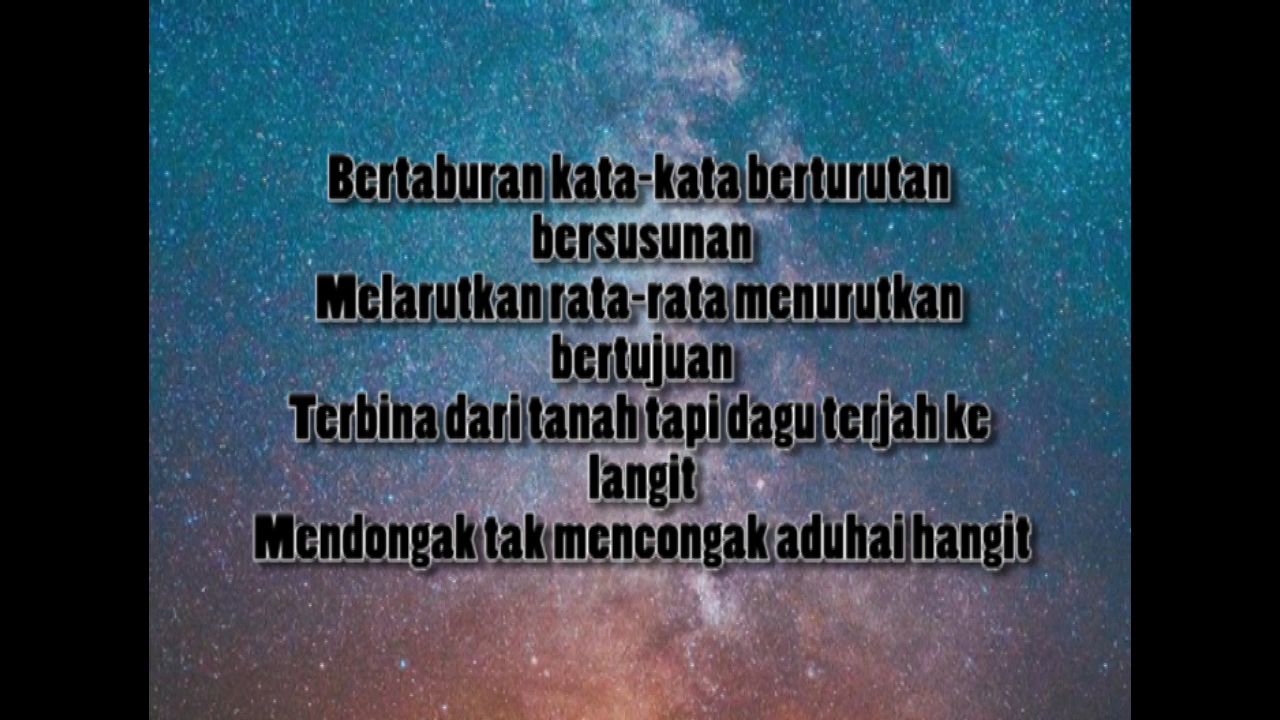 Bertaburan kata-kata berturutan
bersusunan
Melarutkan rata-rata menurutkan
bertujuan
Terbina dari tanah tapi dagu terjah ke
langit
Mendongak tak mencongak aduhai hangit